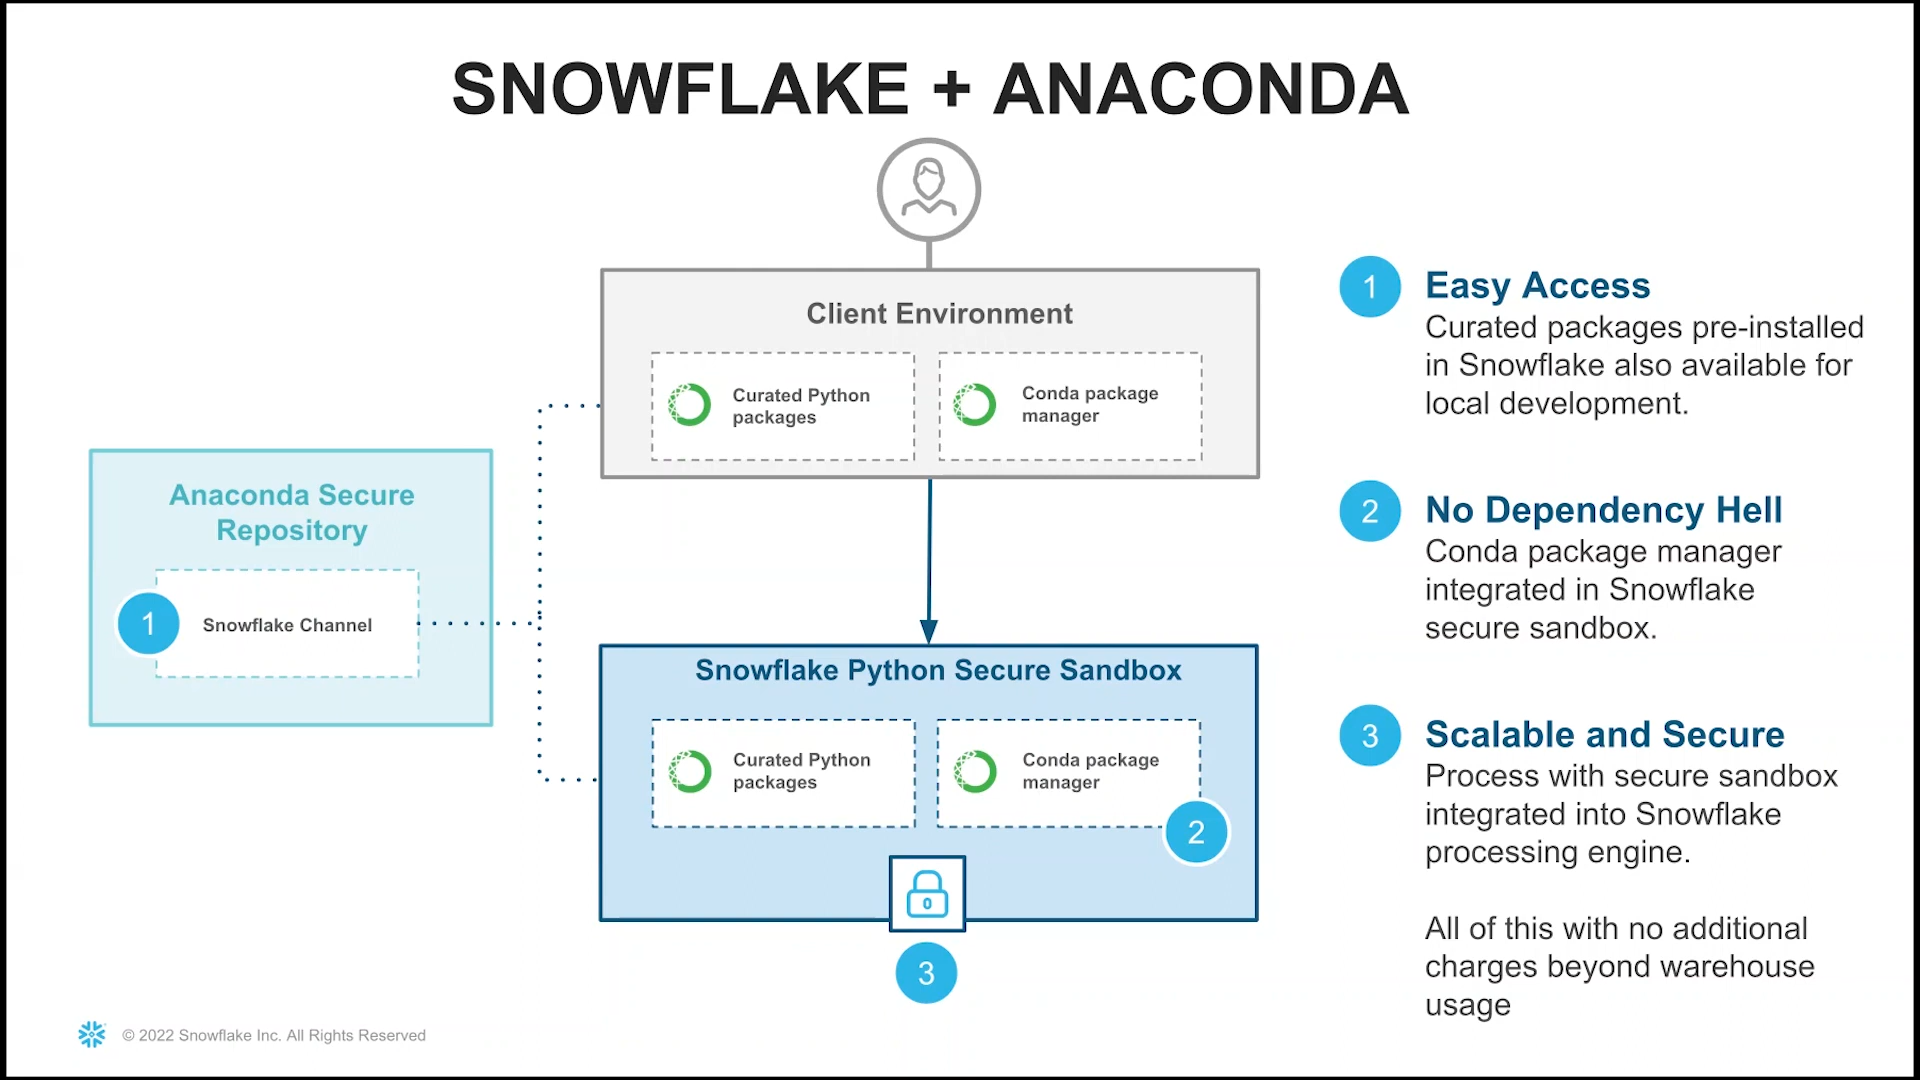 SNOWFLAKE + ANACONDA
Client Environment
Curated Python
packages
Conda package
manager
Anaconda Secure
Repository
1
Snowflake Channel
Snowflake Python Secure Sandbox
Curated Python
packages
Conda package
manager
2
0
3
1
Easy Access
Curated packages pre-installed
in Snowflake also available for
local development.
2
No Dependency Hell
Conda package manager
integrated in Snowflake
secure sandbox.
3
Scalable and Secure
Process with secure sandbox
integrated into Snowflake
processing engine.
All of this with no additional
charges beyond warehouse
usage
© 2022 Snowflake Inc. All Rights Reserved